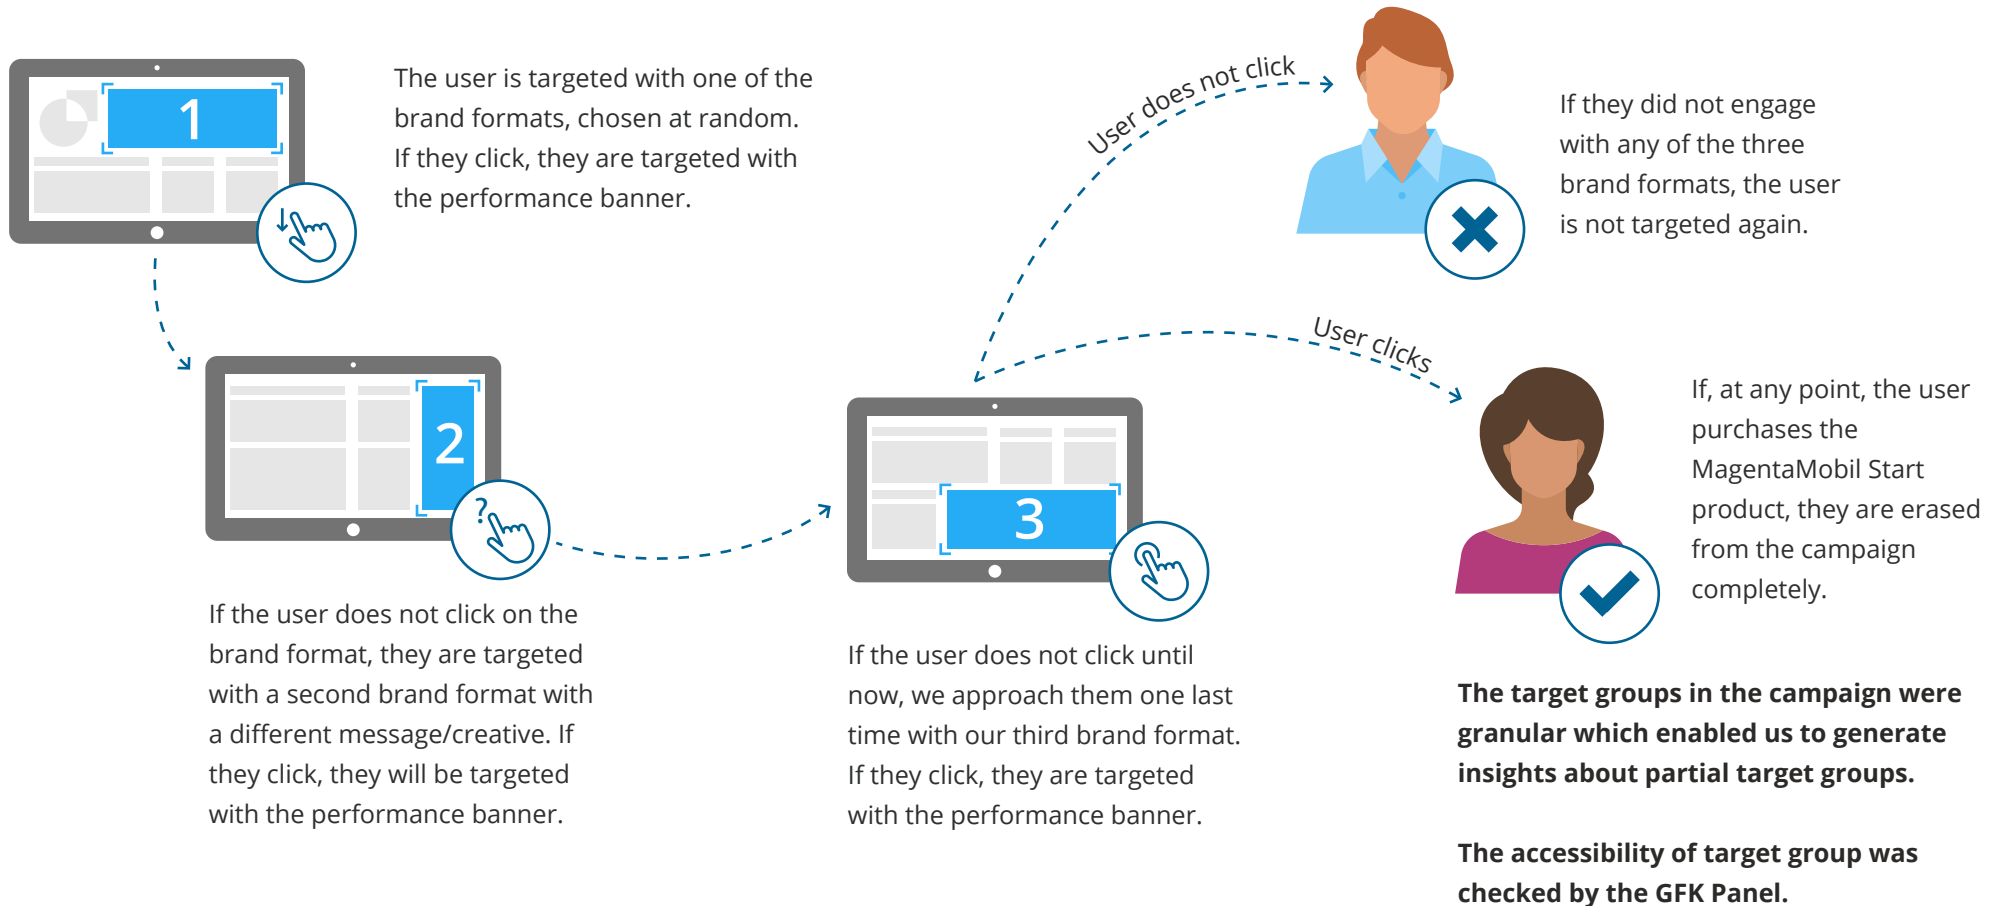 1
The user is targeted with one of the
brand formats, chosen at random.
If they click, they are targeted with
the performance banner.
2
?
If the user does not click on the
brand format, they are targeted
with a second brand format with
a different message/creative. If
they click, they will be targeted
with the performance banner.
3
If the user does not click until
now, we approach them one last
time with our third brand format.
If they click, they are targeted
with the performance banner.
User does not click
If they did not engage
with any of the three
brand formats, the user
is not targeted again.
User clicks
If, at any point, the user
purchases the
MagentaMobil Start
product, they are erased
from the campaign
completely.
The target groups in the campaign were
granular which enabled us to generate
insights about partial target groups.
The accessibility of target group was
checked by the GFK Panel.